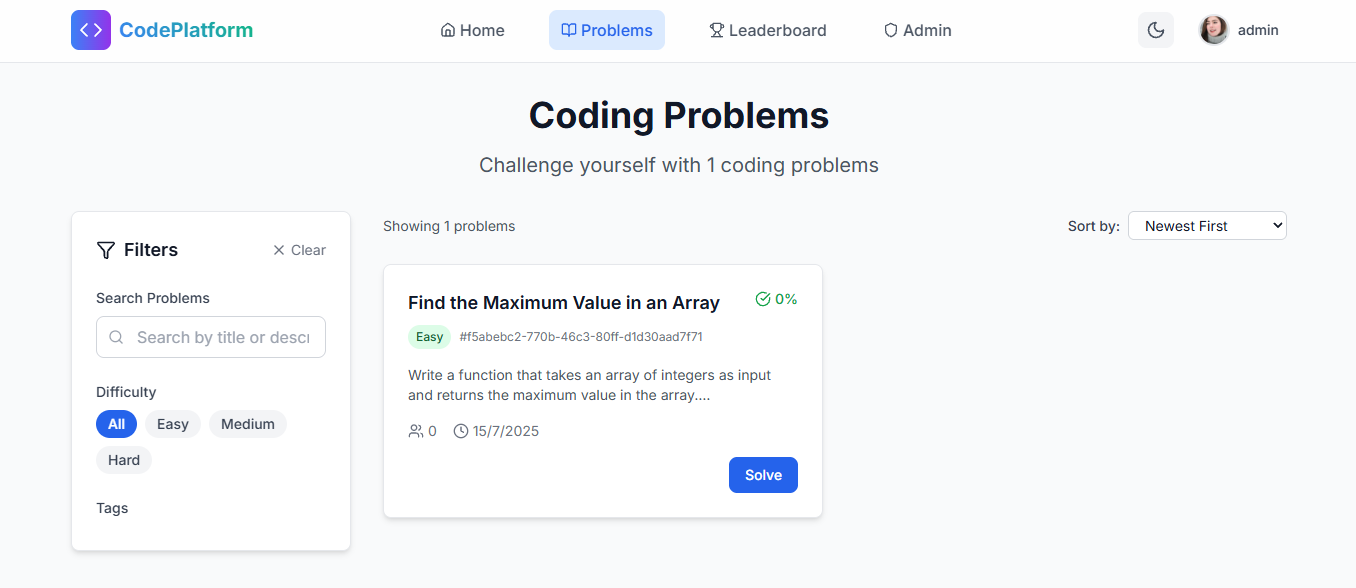 CodePlatform
Home
Problems
Leaderboard
Admin
admin
Coding Problems
Challenge yourself with 1 coding problems
Filters
Clear
Search Problems
Search by title or descr
Difficulty
All
Easy
Medium
Hard
Tags
Showing 1 problems
Sort by:
Newest First
Find the Maximum Value in an Array
0%
Easy
#f5abebc2-770b-46c3-80ff-d1d30aad7f71
Write a function that takes an array of integers as input
and returns the maximum value in the array....
0
15/7/2025
Solve